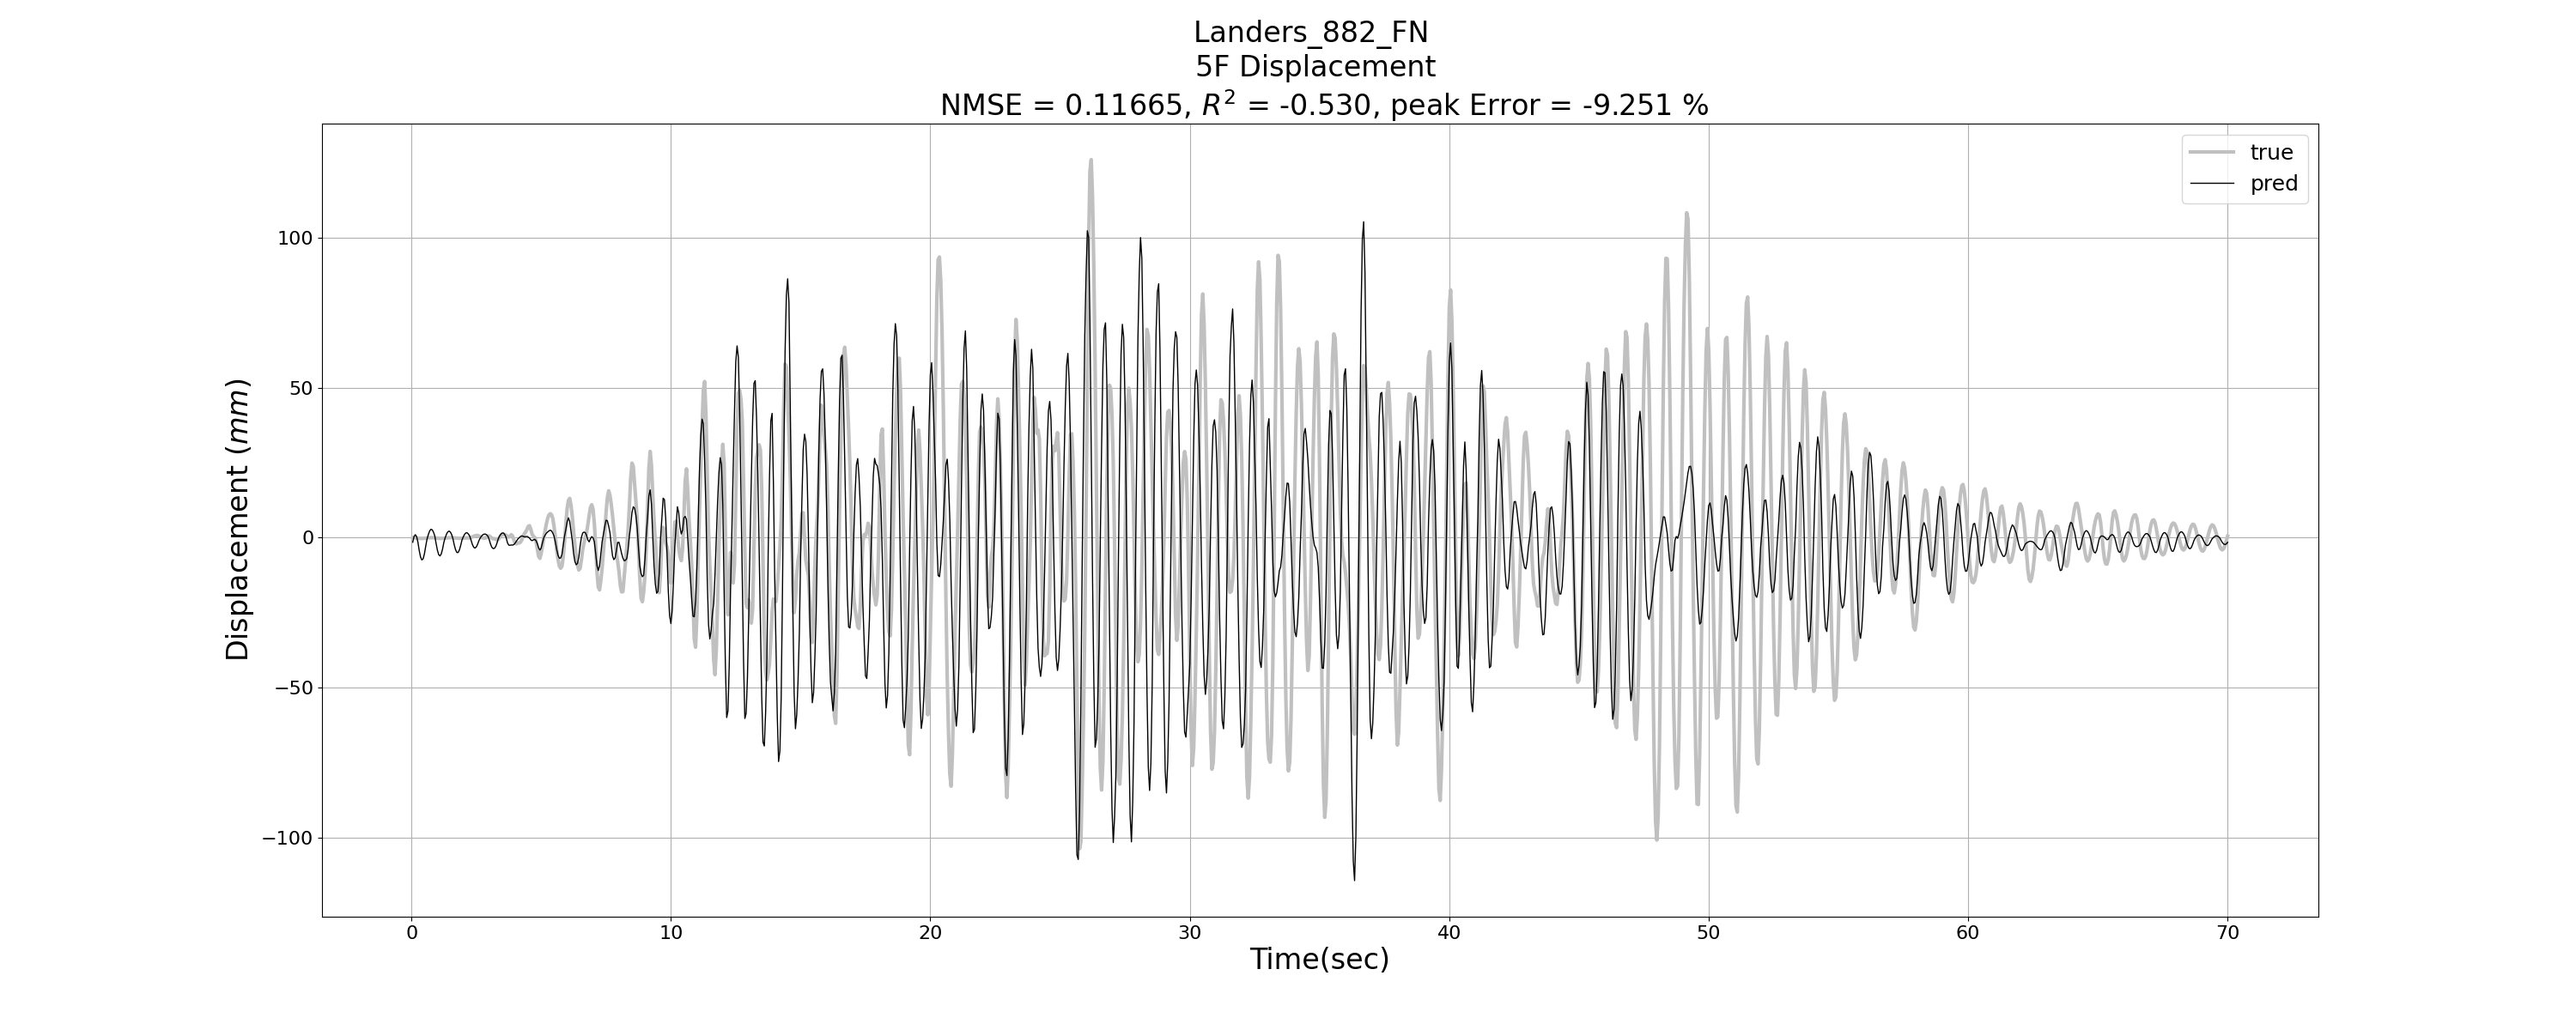 Landers_882_FN
5F Displacement
NMSE = 0.11665, R² = -0.530, peak Error = -9.251 %
true
pred
Displacement (mm)
100
50
0
−50
−100
0 10 20 30 40 50 60 70
Time(sec)